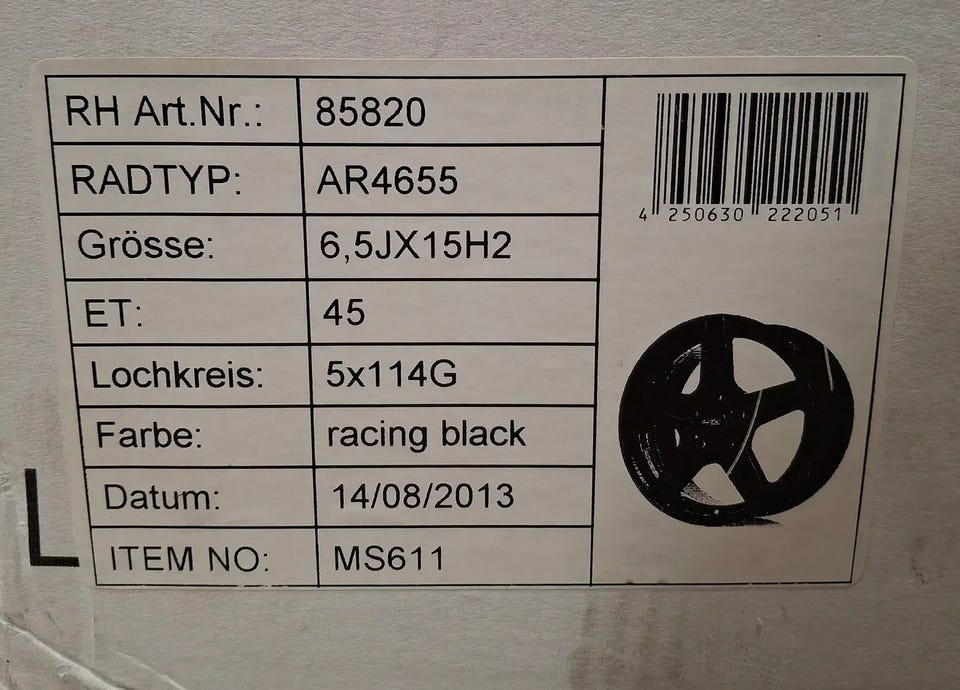 RH Art.Nr.: 85820
RADTYP: AR4655
Grösse: 6,5JX15H2
ET: 45
Lochkreis: 5x114G
Farbe: racing black
Datum: 14/08/2013
ITEM NO: MS611
4 250630 222051
L